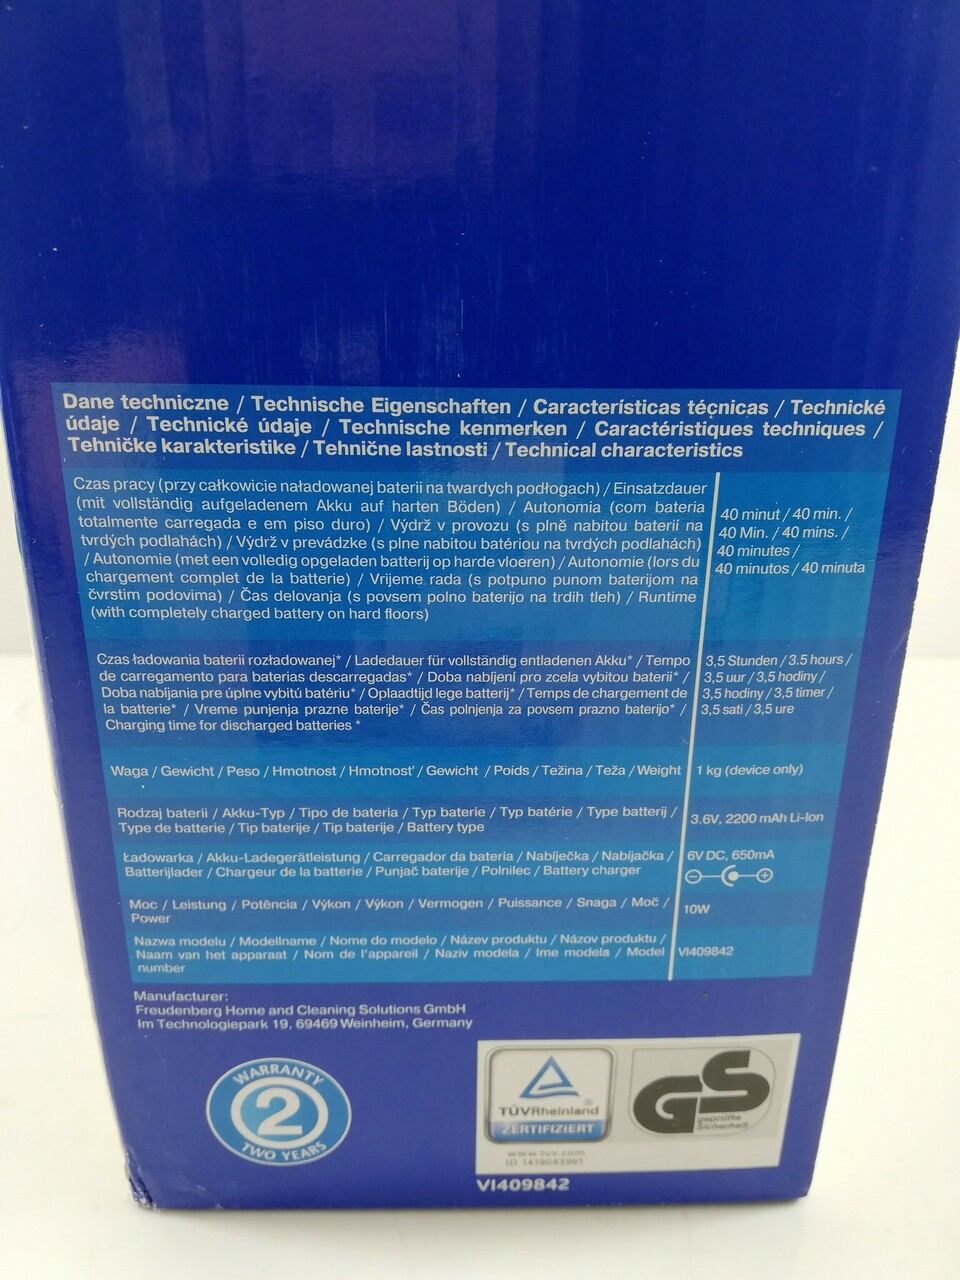 Dane techniczne / Technische Eigenschaften / Características técnicas / Technické
údaje / Technické údaje / Technische kenmerken / Caractéristiques techniques /
Tehničke karakteristike / Tehnične lastnosti / Technical characteristics
Czas pracy (przy całkowicie naładowanej baterii na twardych podłogach) / Einsatzdauer
(mit vollständig aufgeladenem Akku auf harten Böden) / Autonomia (com bateria
totalmente carregada e em piso duro) / Výdrž v provozu (s plně nabitou baterií na
tvrdých podlahách) / Výdrž v prevádzke (s plne nabitou batériou na tvrdých podlahách)
/ Autonomie (met een volledig opgeladen batterij op harde vloeren) / Autonomie (lors du
chargement complet de la batterie) / Vrijeme rada (s potpuno punom baterijom na
čvrstim podovima) / Čas delovanja (s povsem polno baterijo na trdih tleh) / Runtime
(with completely charged battery on hard floors)
40 minut / 40 min. /
40 Min. / 40 mins. /
40 minutes /
40 minutos / 40 minuta
Czas ładowania baterii rozładowanej* / Ladedauer für vollständig entladenen Akku* / Tempo
de carregamento para baterias descarregadas* / Doba nabíjení pro zcela vybitou baterii* /
Doba nabíjania pre úplne vybitú batériu* / Oplaadtijd lege batterij* / Temps de chargement de
la batterie* / Vreme punjenja prazne baterije* / Čas polnjenja za povsem prazno baterijo* /
Charging time for discharged batteries *
3,5 Stunden / 3.5 hours /
3,5 uur / 3,5 hodiny /
3,5 hodiny / 3,5 timer /
3,5 sati / 3,5 ure
Waga / Gewicht / Peso / Hmotnost / Hmotnosť / Gewicht / Poids / Težina / Teža / Weight
1 kg (device only)
Rodzaj baterii / Akku-Typ / Tipo de bateria / Typ baterie / Typ batérie / Type batterij /
Type de batterie / Tip baterije / Tip baterije / Battery type
3.6V, 2200 mAh Li-Ion
Ładowarka / Akku-Ladegerätleistung / Carregador da bateria / Nabíječka / Nabíjačka /
Batterijlader / Chargeur de la batterie / Punjač baterije / Polnilec / Battery charger
6V DC, 650mA
Moc / Leistung / Potência / Výkon / Výkon / Vermogen / Puissance / Snaga / Moč /
Power
10W
Nazwa modelu / Modellname / Nome do modelo / Název produktu / Názov produktu /
Naam van het apparaat / Nom de l'appareil / Naziv modela / Ime modela / Model
number
VI409842
Manufacturer:
Freudenberg Home and Cleaning Solutions GmbH
Im Technologiepark 19, 69469 Weinheim, Germany
WARRANTY
2
TWO YEARS
TÜVRheinland
ZERTIFIZIERT
www.tuv.com
ID 1419043961
GS
geprüfte
Sicherheit
VI409842